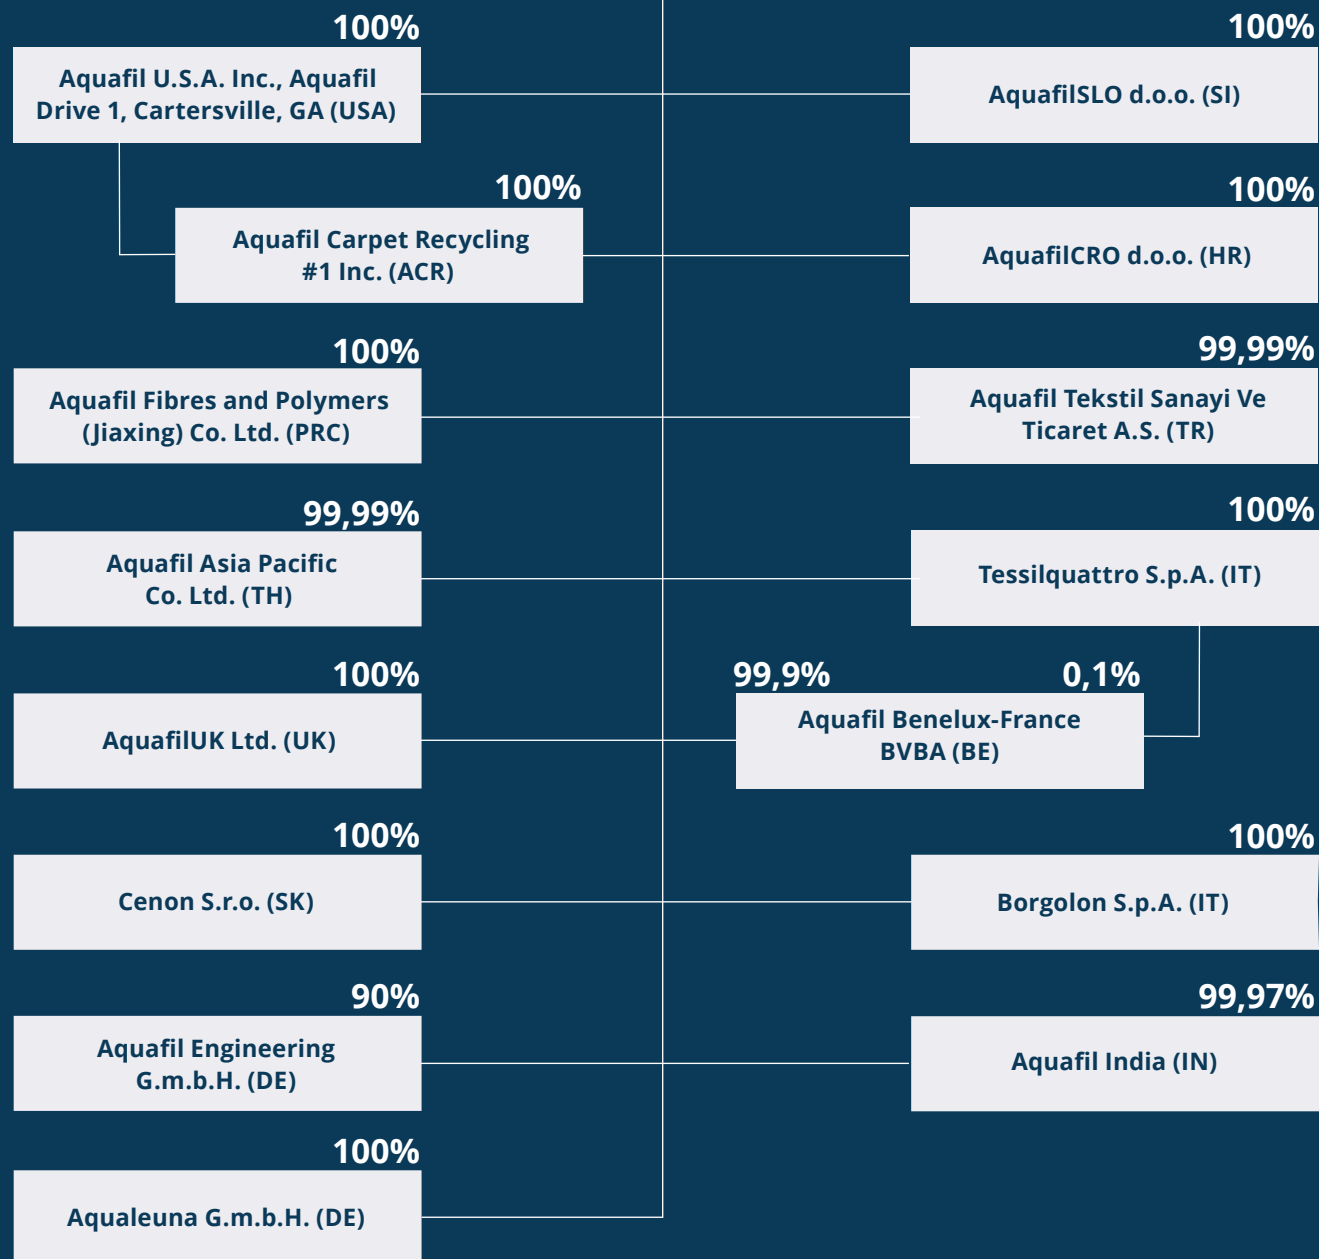 100%
Aquafil U.S.A. Inc., Aquafil
Drive 1, Cartersville, GA (USA)
100%
AquafilSLO d.o.o. (SI)
100%
Aquafil Carpet Recycling
#1 Inc. (ACR)
100%
AquafilCRO d.o.o. (HR)
100%
Aquafil Fibres and Polymers
(Jiaxing) Co. Ltd. (PRC)
99,99%
Aquafil Tekstil Sanayi Ve
Ticaret A.S. (TR)
99,99%
Aquafil Asia Pacific
Co. Ltd. (TH)
100%
Tessilquattro S.p.A. (IT)
100%
AquafilUK Ltd. (UK)
99,9%
0,1%
Aquafil Benelux-France
BVBA (BE)
100%
Cenon S.r.o. (SK)
100%
Borgolon S.p.A. (IT)
90%
Aquafil Engineering
G.m.b.H. (DE)
99,97%
Aquafil India (IN)
100%
Aqualeuna G.m.b.H. (DE)